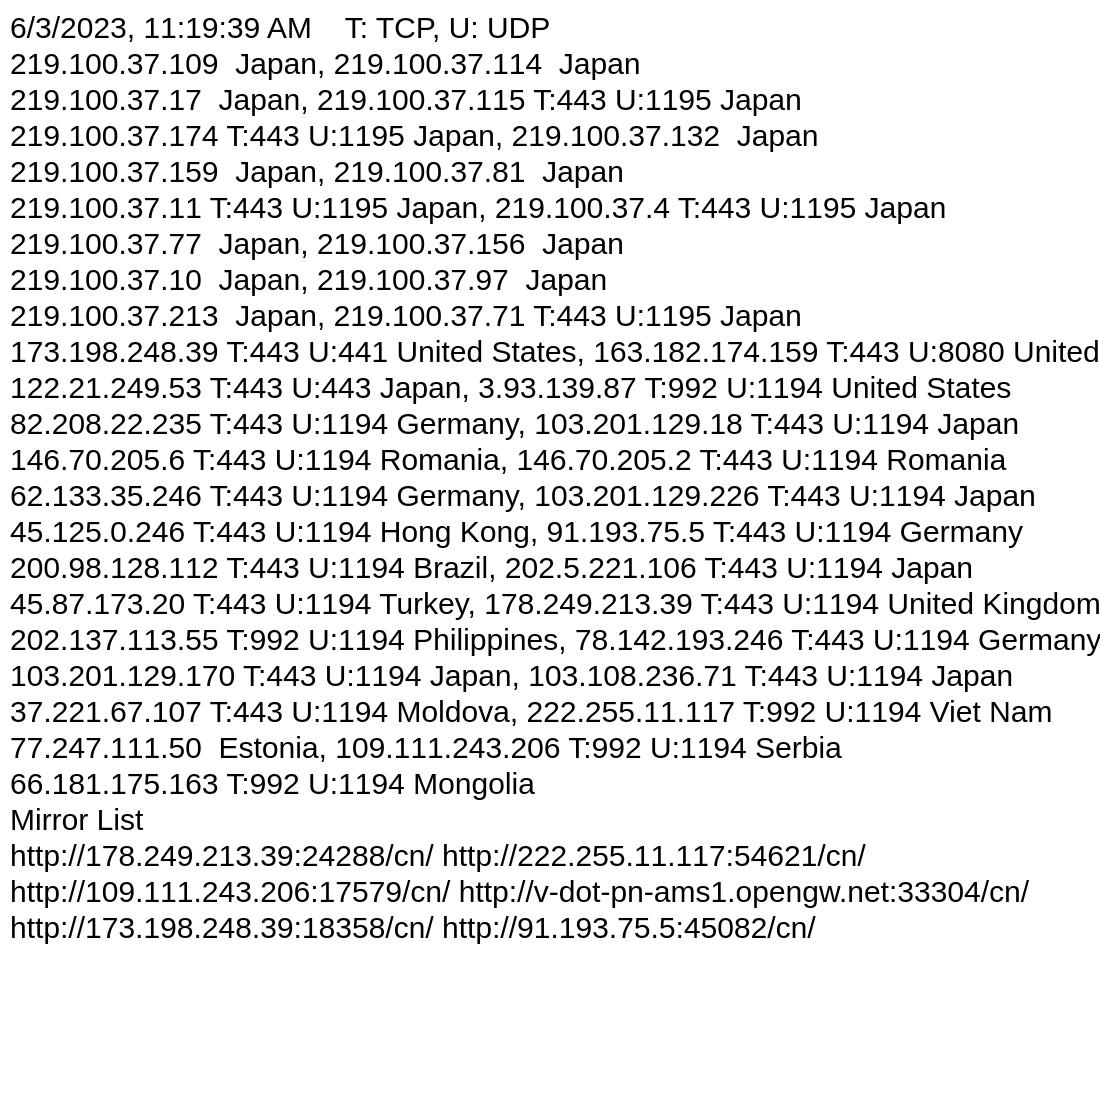 6/3/2023, 11:19:39 AM    T: TCP, U: UDP
219.100.37.109  Japan, 219.100.37.114  Japan
219.100.37.17  Japan, 219.100.37.115 T:443 U:1195 Japan
219.100.37.174 T:443 U:1195 Japan, 219.100.37.132  Japan
219.100.37.159  Japan, 219.100.37.81  Japan
219.100.37.11 T:443 U:1195 Japan, 219.100.37.4 T:443 U:1195 Japan
219.100.37.77  Japan, 219.100.37.156  Japan
219.100.37.10  Japan, 219.100.37.97  Japan
219.100.37.213  Japan, 219.100.37.71 T:443 U:1195 Japan
173.198.248.39 T:443 U:441 United States, 163.182.174.159 T:443 U:8080 United
122.21.249.53 T:443 U:443 Japan, 3.93.139.87 T:992 U:1194 United States
82.208.22.235 T:443 U:1194 Germany, 103.201.129.18 T:443 U:1194 Japan
146.70.205.6 T:443 U:1194 Romania, 146.70.205.2 T:443 U:1194 Romania
62.133.35.246 T:443 U:1194 Germany, 103.201.129.226 T:443 U:1194 Japan
45.125.0.246 T:443 U:1194 Hong Kong, 91.193.75.5 T:443 U:1194 Germany
200.98.128.112 T:443 U:1194 Brazil, 202.5.221.106 T:443 U:1194 Japan
45.87.173.20 T:443 U:1194 Turkey, 178.249.213.39 T:443 U:1194 United Kingdom
202.137.113.55 T:992 U:1194 Philippines, 78.142.193.246 T:443 U:1194 Germany
103.201.129.170 T:443 U:1194 Japan, 103.108.236.71 T:443 U:1194 Japan
37.221.67.107 T:443 U:1194 Moldova, 222.255.11.117 T:992 U:1194 Viet Nam
77.247.111.50  Estonia, 109.111.243.206 T:992 U:1194 Serbia
66.181.175.163 T:992 U:1194 Mongolia
Mirror List
http://178.249.213.39:24288/cn/ http://222.255.11.117:54621/cn/
http://109.111.243.206:17579/cn/ http://v-dot-pn-ams1.opengw.net:33304/cn/
http://173.198.248.39:18358/cn/ http://91.193.75.5:45082/cn/